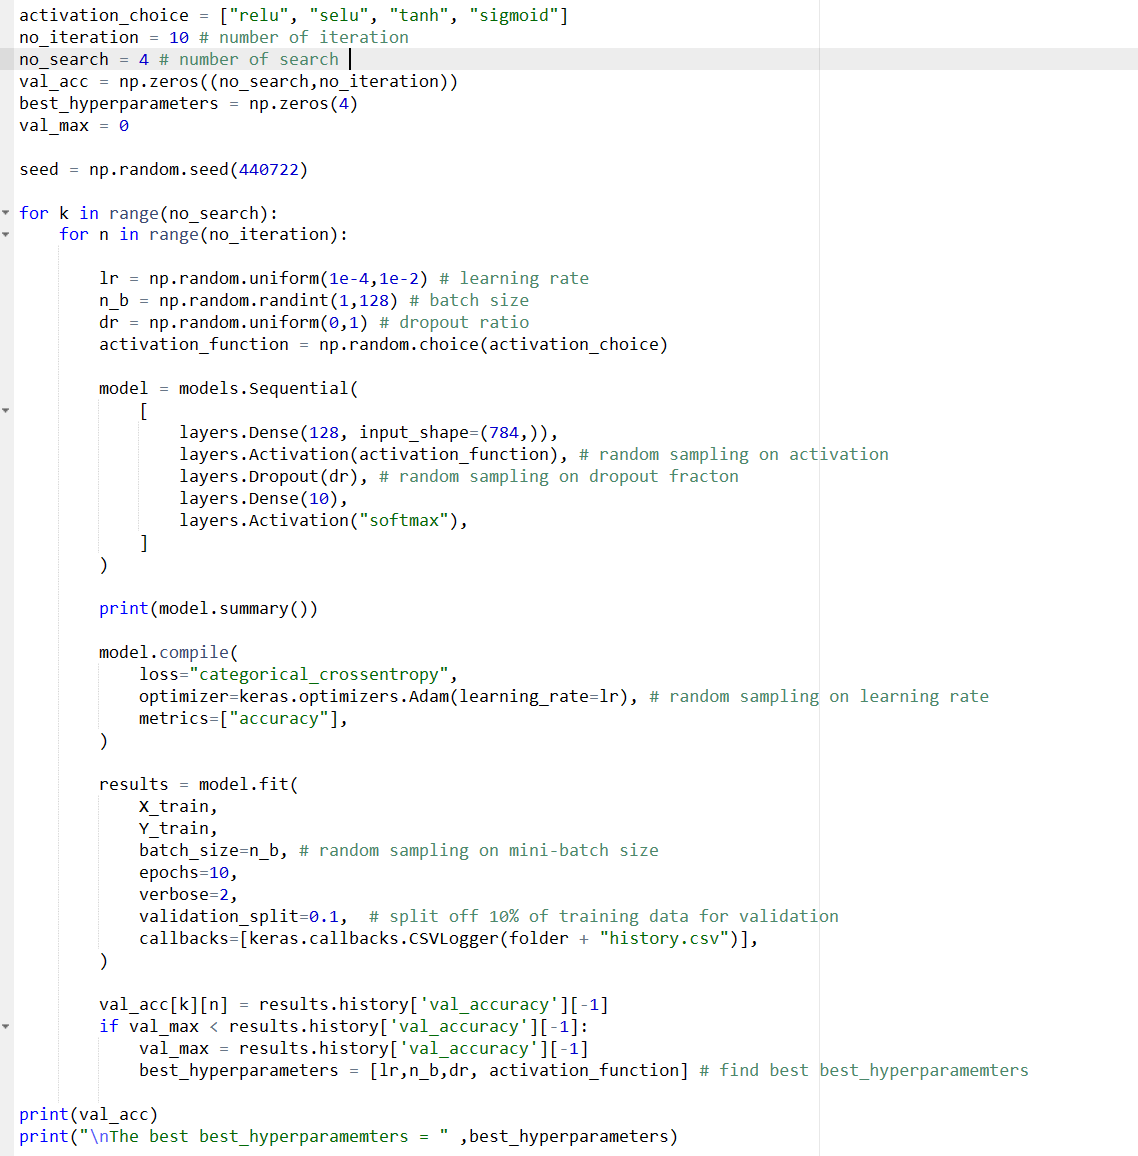 activation_choice = ["relu", "selu", "tanh", "sigmoid"]
no_iteration = 10 # number of iteration
no_search = 4 # number of search
val_acc = np.zeros((no_search,no_iteration))
best_hyperparameters = np.zeros(4)
val_max = 0
seed = np.random.seed(440722)
for k in range(no_search):
    for n in range(no_iteration):
        lr = np.random.uniform(1e-4,1e-2) # learning rate
        n_b = np.random.randint(1,128) # batch size
        dr = np.random.uniform(0,1) # dropout ratio
        activation_function = np.random.choice(activation_choice)
        model = models.Sequential(
            [
                layers.Dense(128, input_shape=(784,)),
                layers.Activation(activation_function), # random sampling on activation
                layers.Dropout(dr), # random sampling on dropout fracton
                layers.Dense(10),
                layers.Activation("softmax"),
            ]
        )
        print(model.summary())
        model.compile(
            loss="categorical_crossentropy",
            optimizer=keras.optimizers.Adam(learning_rate=lr), # random sampling on learning rate
            metrics=["accuracy"],
        )
        results = model.fit(
            X_train,
            Y_train,
            batch_size=n_b, # random sampling on mini-batch size
            epochs=10,
            verbose=2,
            validation_split=0.1,  # split off 10% of training data for validation
            callbacks=[keras.callbacks.CSVLogger(folder + "history.csv")],
        )
        val_acc[k][n] = results.history['val_accuracy'][-1]
        if val_max < results.history['val_accuracy'][-1]:
            val_max = results.history['val_accuracy'][-1]
            best_hyperparameters = [lr,n_b,dr, activation_function] # find best best_hyperparamemters
print(val_acc)
print("\nThe best best_hyperparamemters = " ,best_hyperparameters)